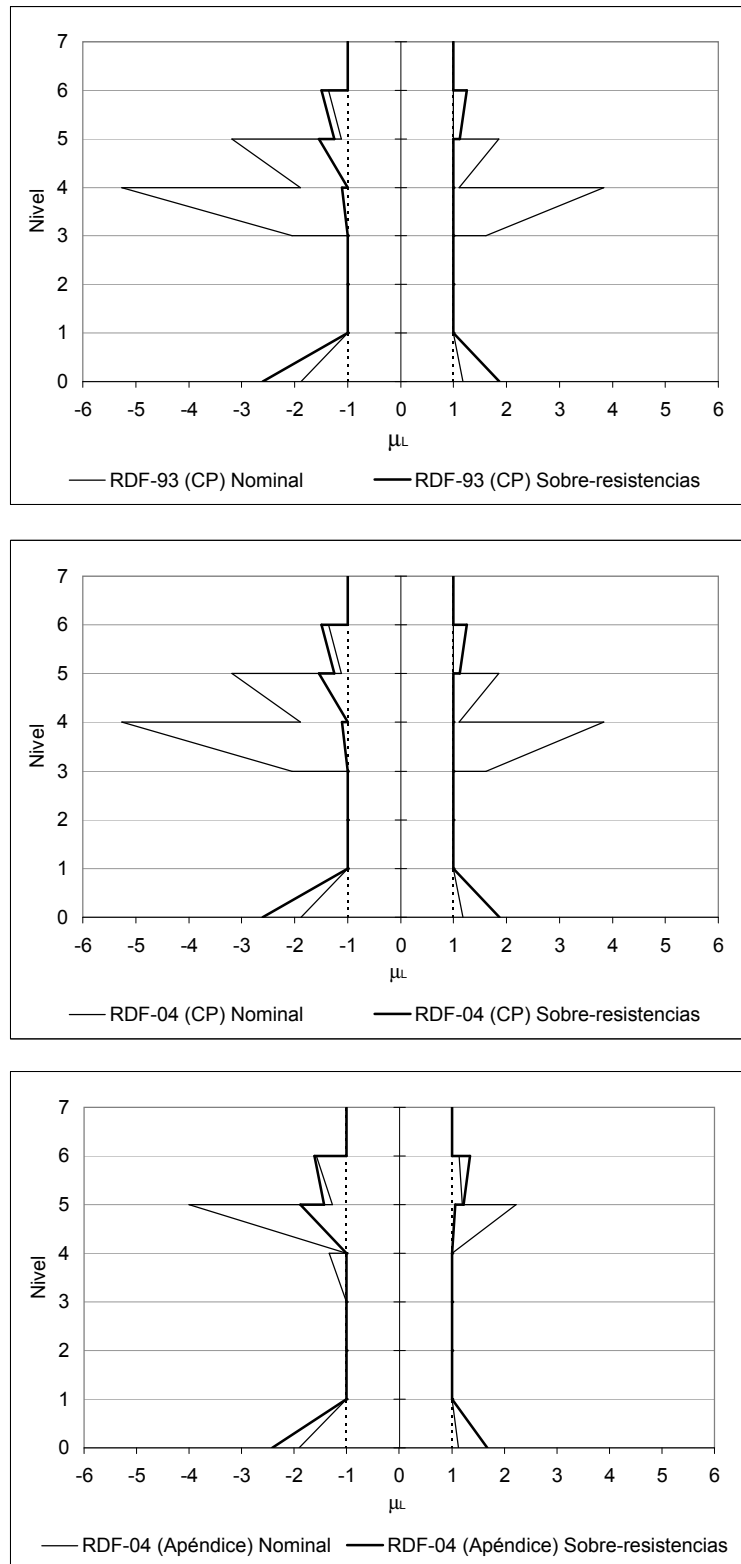 7
6
5
4
3
2
1
0
Nivel
-6 -5 -4 -3 -2 -1 0 1 2 3 4 5 6
μL
RDF-93 (CP) Nominal RDF-93 (CP) Sobre-resistencias
7
6
5
4
3
2
1
0
Nivel
-6 -5 -4 -3 -2 -1 0 1 2 3 4 5 6
μL
RDF-04 (CP) Nominal RDF-04 (CP) Sobre-resistencias
7
6
5
4
3
2
1
0
Nivel
-6 -5 -4 -3 -2 -1 0 1 2 3 4 5 6
μL
RDF-04 (Apéndice) Nominal RDF-04 (Apéndice) Sobre-resistencias